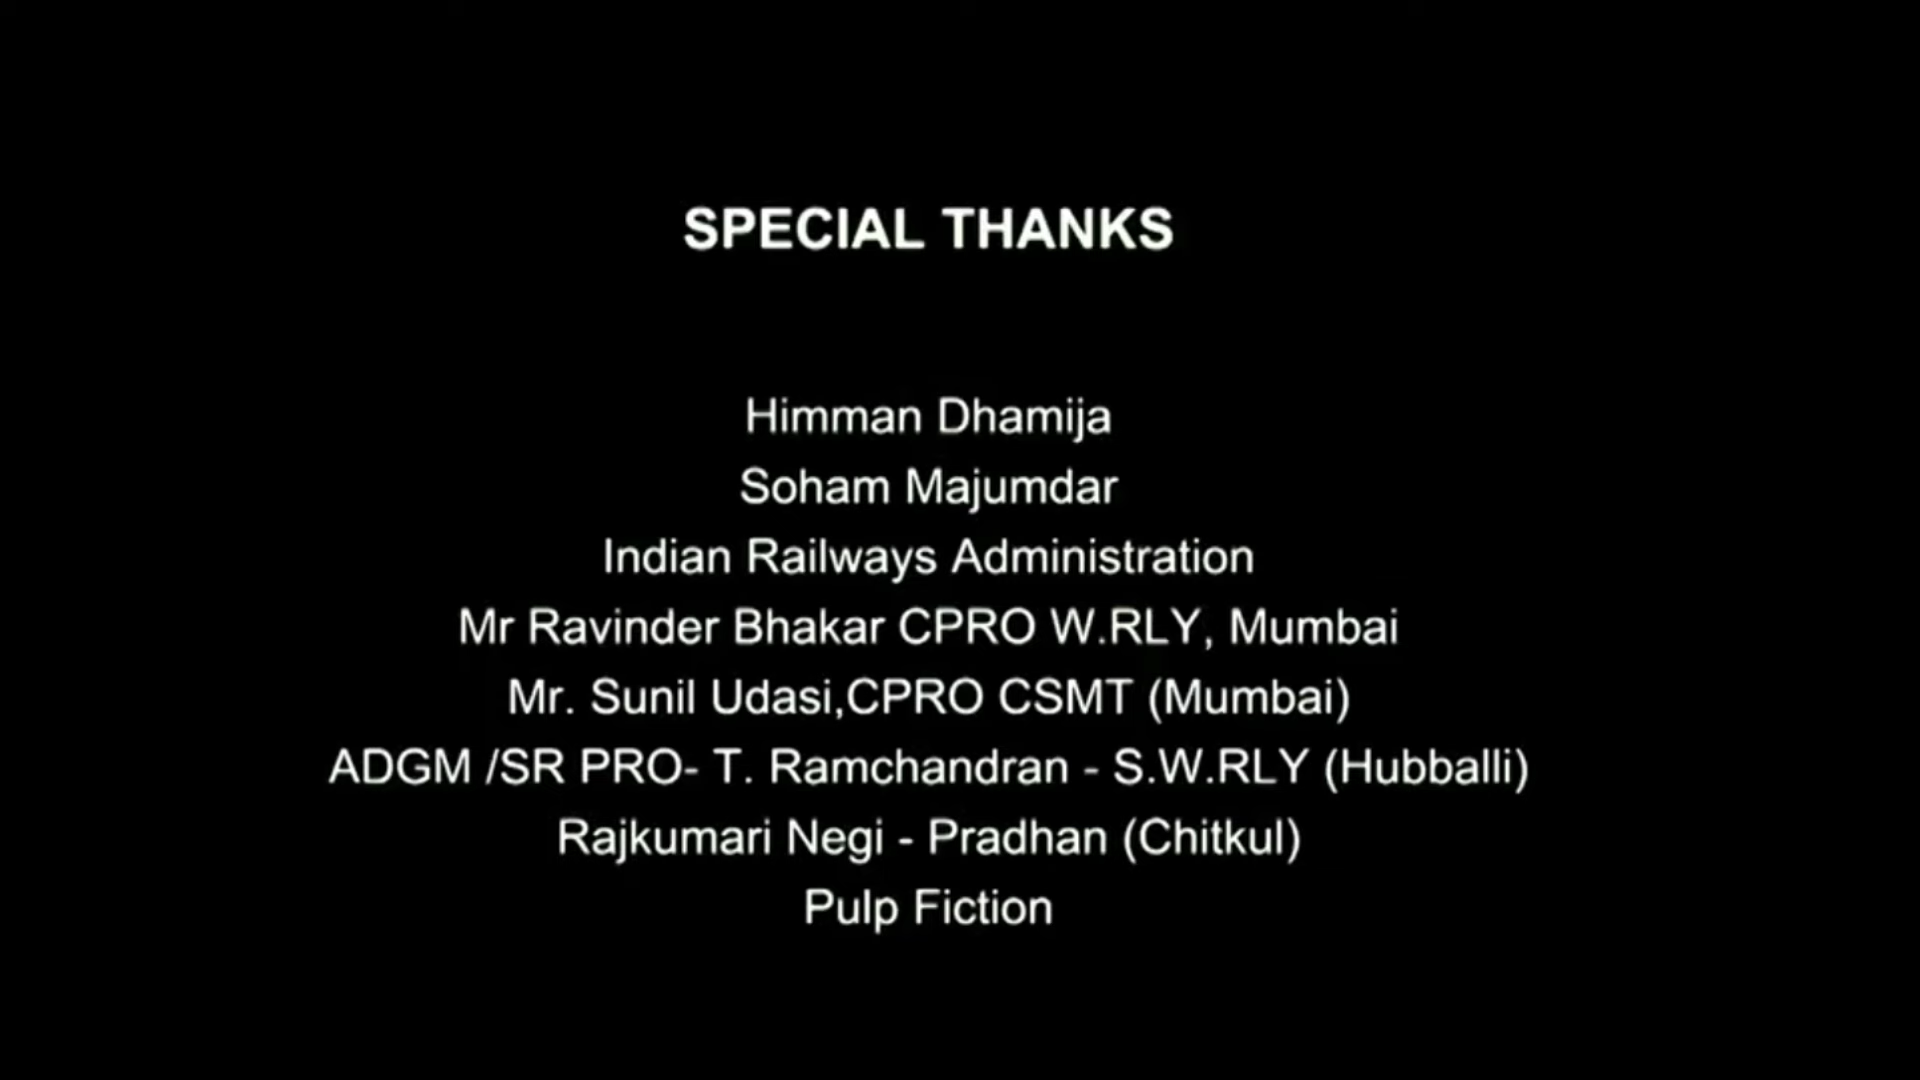 SPECIAL THANKS
Himman Dhamija
Soham Majumdar
Indian Railways Administration
Mr Ravinder Bhakar CPRO W.RLY, Mumbai
Mr. Sunil Udasi,CPRO CSMT (Mumbai)
ADGM /SR PRO- T. Ramchandran - S.W.RLY (Hubballi)
Rajkumari Negi - Pradhan (Chitkul)
Pulp Fiction